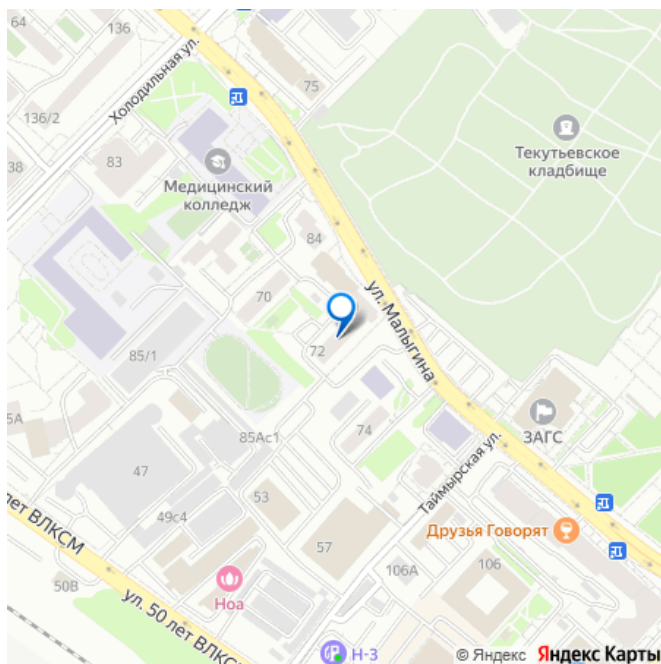 64
136
Холодильная ул.
75
136/2
38
83
Медицинский
колледж
Текутьевское
кладбище
84
70
ул. Малыгина
72
85/1
5А
85Ас1
74
ЗАГС
47
Таймырская ул.
53
49с4
лет ВЛКСМ
57
Друзья Говорят
50В
Ноа
106А
106
ул. 50 лет ВЛКСМ
Н-3
© Яндекс Яндекс Карты